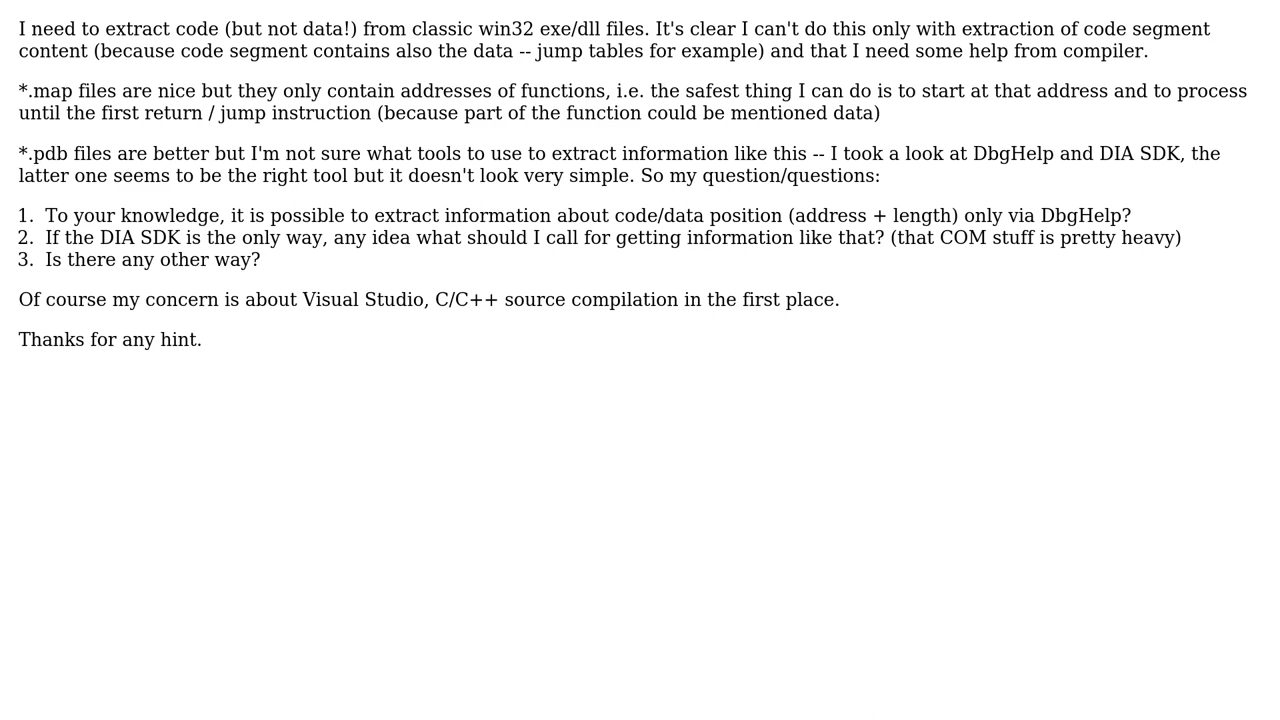 I need to extract code (but not data!) from classic win32 exe/dll files. It's clear I can't do this only with extraction of code segment
content (because code segment contains also the data -- jump tables for example) and that I need some help from compiler.
*.map files are nice but they only contain addresses of functions, i.e. the safest thing I can do is to start at that address and to process
until the first return / jump instruction (because part of the function could be mentioned data)
*.pdb files are better but I'm not sure what tools to use to extract information like this -- I took a look at DbgHelp and DIA SDK, the
latter one seems to be the right tool but it doesn't look very simple. So my question/questions:
1. To your knowledge, it is possible to extract information about code/data position (address + length) only via DbgHelp?
2. If the DIA SDK is the only way, any idea what should I call for getting information like that? (that COM stuff is pretty heavy)
3. Is there any other way?
Of course my concern is about Visual Studio, C/C++ source compilation in the first place.
Thanks for any hint.